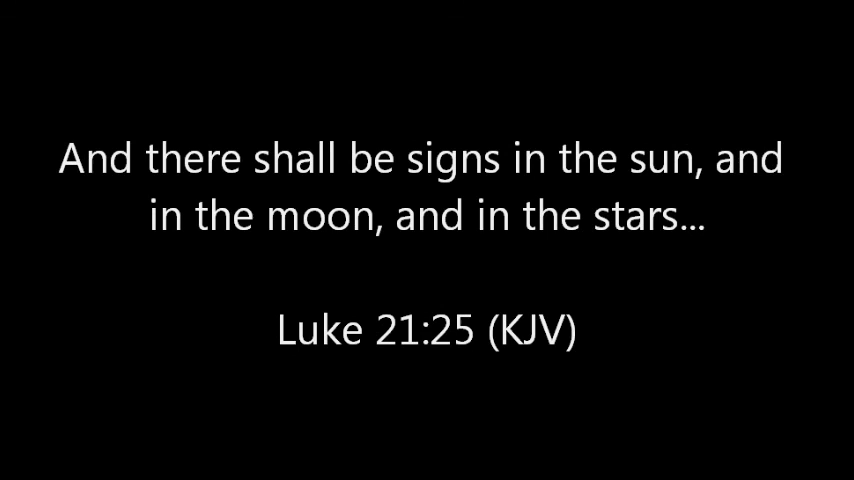 And there shall be signs in the sun, and
in the moon, and in the stars...
Luke 21:25 (KJV)